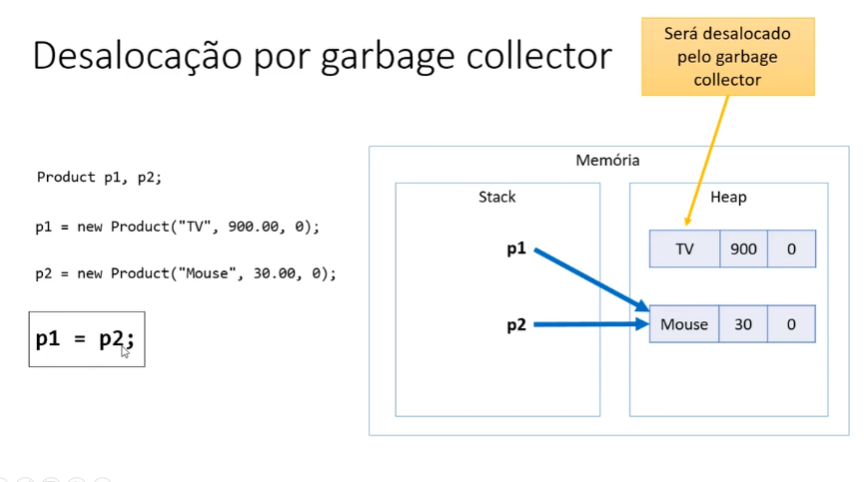 Desalocação por garbage collector
Será desalocado
pelo garbage
collector
Product p1, p2;
p1 = new Product("TV", 900.00, 0);
p2 = new Product("Mouse", 30.00, 0);
p1 = p2;
Memória
Stack
Heap
p1
TV 900 0
p2
Mouse 30 0